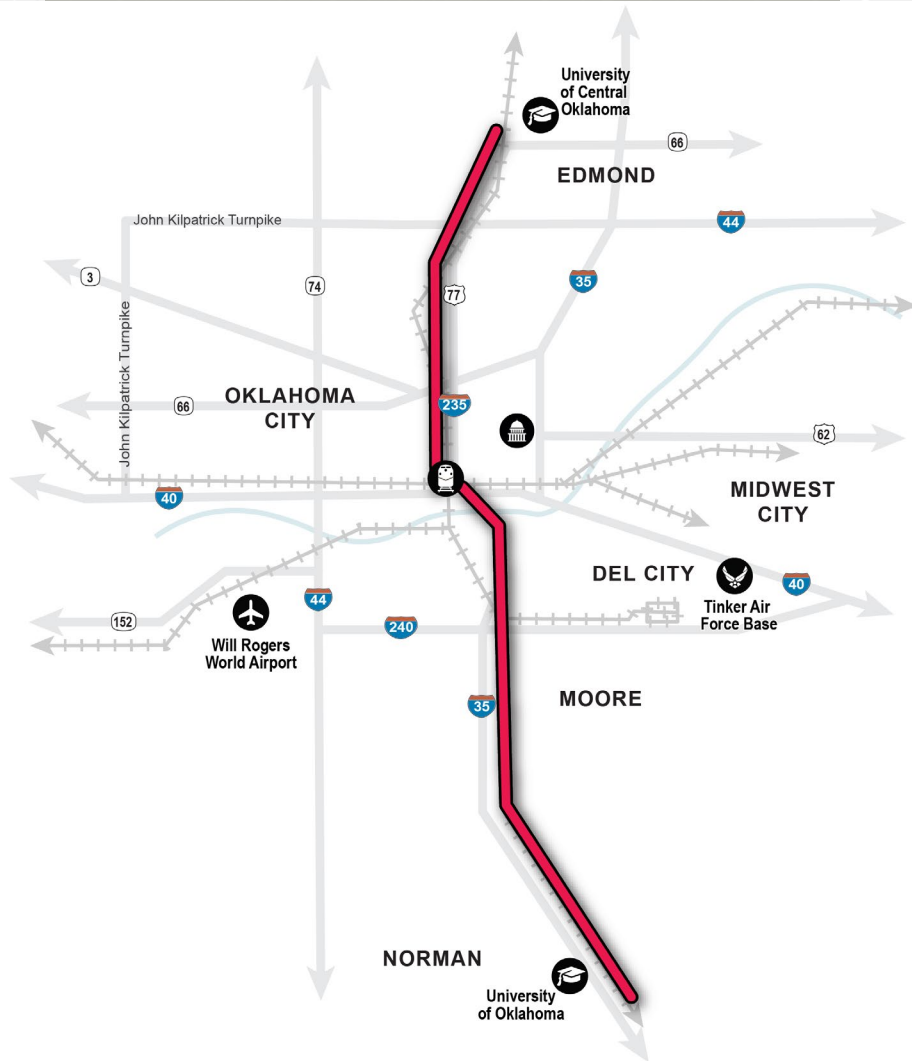 University
of Central
Oklahoma
66
EDMOND
John Kilpatrick Turnpike
44
3
74
77
35
John Kilpatrick Turnpike
OKLAHOMA
CITY
66
235
62
40
MIDWEST
CITY
DEL CITY
40
Tinker Air
Force Base
44
152
Will Rogers
World Airport
240
35
MOORE
NORMAN
University
of Oklahoma